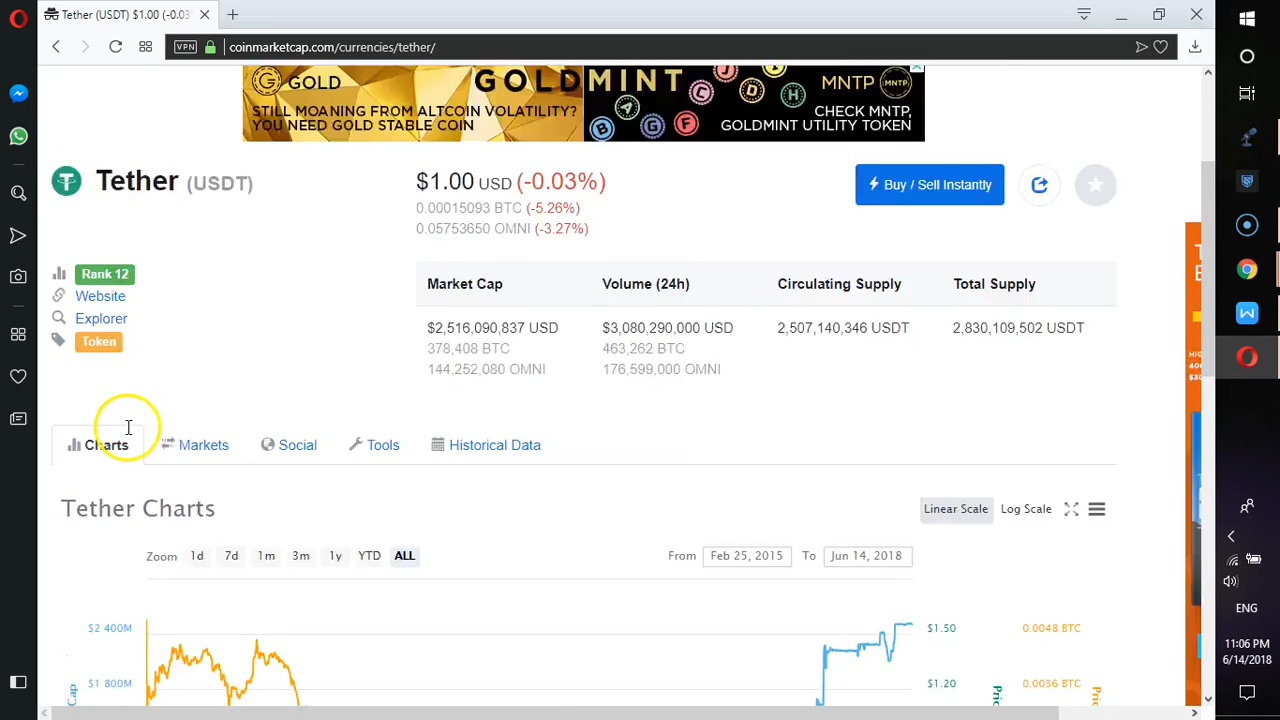 Tether (USDT) $1.00 (-0.03%
VPN
coinmarketcap.com/currencies/tether/
GOLD
GOLDMINT
MNTP
MNTP
STILL MOANING FROM ALTCOIN VOLATILITY?
YOU NEED GOLD STABLE COIN
CHECK MNTP,
GOLDMINT UTILITY TOKEN
Tether (USDT)
$1.00 USD (-0.03%)
0.00015093 BTC (-5.26%)
0.05753650 OMNI (-3.27%)
Buy / Sell Instantly
Rank 12
Website
Explorer
Token
Market Cap Volume (24h) Circulating Supply Total Supply
$2,516,090,837 USD $3,080,290,000 USD 2,507,140,346 USDT 2,830,109,502 USDT
378,408 BTC 463,262 BTC
144,252,080 OMNI 176,599,000 OMNI
Charts Markets Social Tools Historical Data
Tether Charts
Linear Scale Log Scale
Zoom 1d 7d 1m 3m 1y YTD ALL From Feb 25, 2015 To Jun 14, 2018
$2 400M $1.50 0.0048 BTC
$1 800M $1.20 0.0036 BTC
Cap
ENG
11:06 PM
6/14/2018